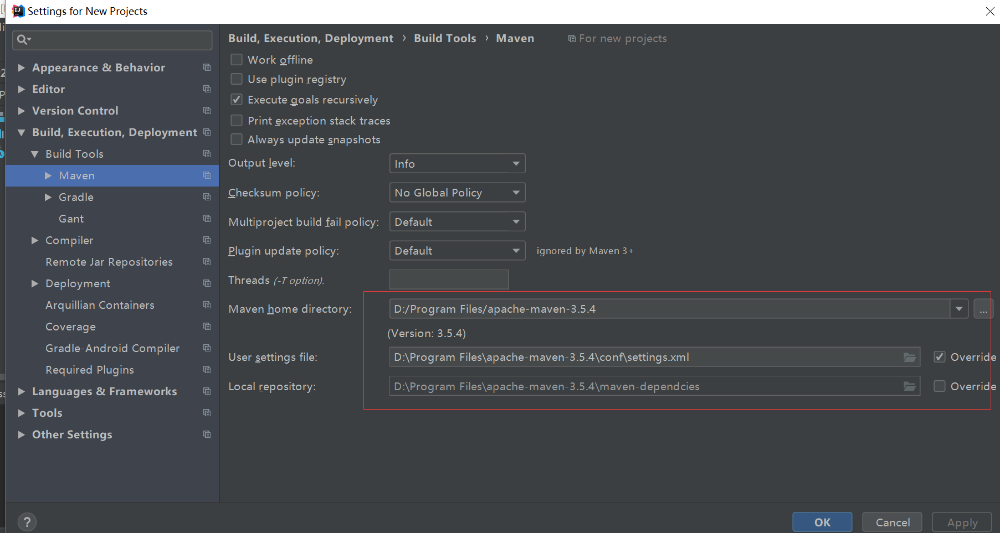 Settings for New Projects
Build, Execution, Deployment › Build Tools › Maven For new projects
Appearance & Behavior
Editor
Version Control
Build, Execution, Deployment
Build Tools
Maven
Gradle
Gant
Compiler
Remote Jar Repositories
Deployment
Arquillian Containers
Coverage
Gradle-Android Compiler
Required Plugins
Languages & Frameworks
Tools
Other Settings
Work offline
Use plugin registry
Execute goals recursively
Print exception stack traces
Always update snapshots
Output level: Info
Checksum policy: No Global Policy
Multiproject build fail policy: Default
Plugin update policy: Default ignored by Maven 3+
Threads (-T option).
Maven home directory: D:/Program Files/apache-maven-3.5.4 ...
(Version: 3.5.4)
User settings file: D:\Program Files\apache-maven-3.5.4\conf\settings.xml Override
Local repository: D:\Program Files\apache-maven-3.5.4\maven-dependcies Override
? OK Cancel Apply